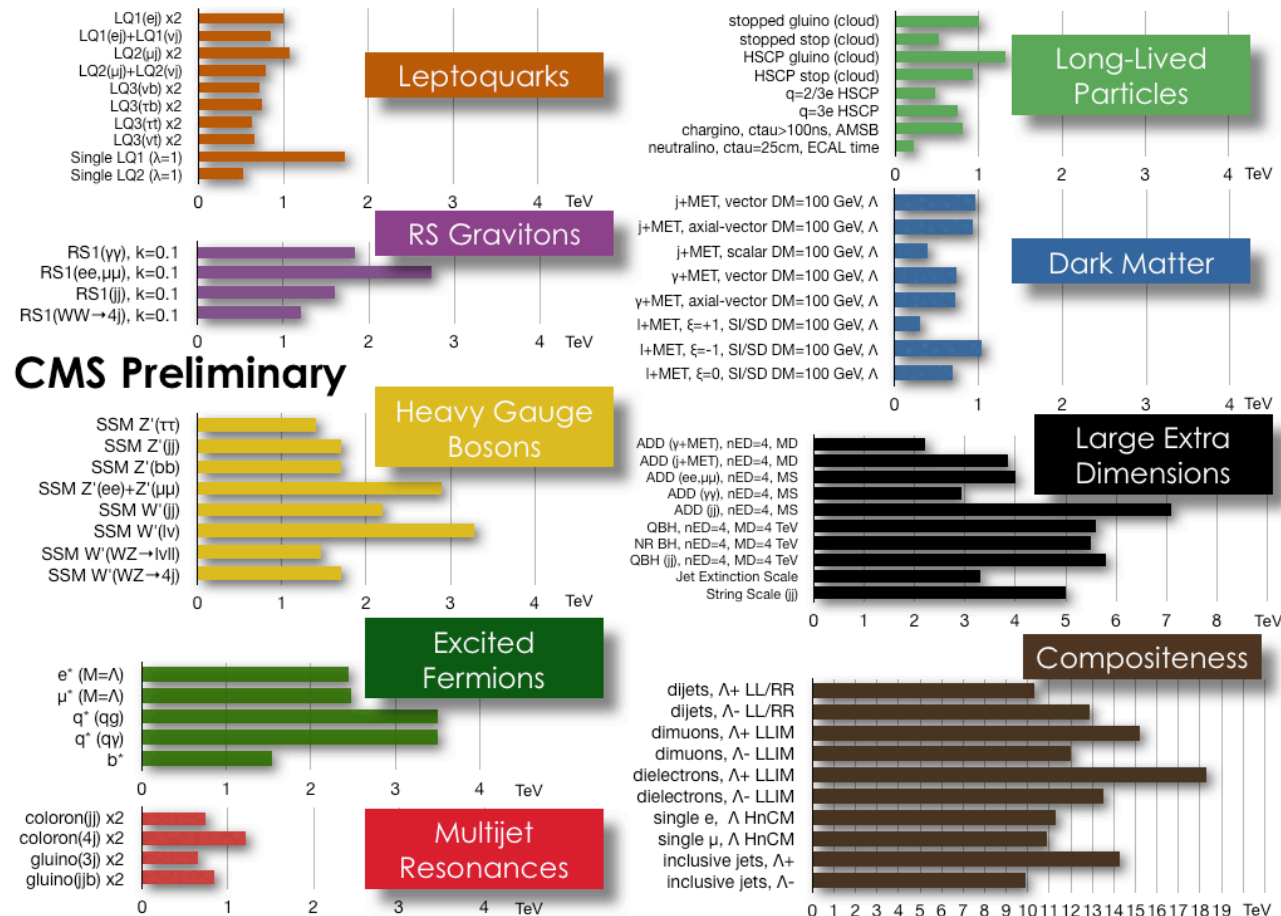 LQ1(ej) x2
LQ1(ej)+LQ1(νj)
LQ2(μj) x2
LQ2(μj)+LQ2(νj)
LQ3(νb) x2
LQ3(τb) x2
LQ3(τt) x2
LQ3(νt) x2
Single LQ1 (λ=1)
Single LQ2 (λ=1)
0 1 2 3 4 TeV
Leptoquarks
RS Gravitons
RS1(γγ), k=0.1
RS1(ee,μμ), k=0.1
RS1(jj), k=0.1
RS1(WW→4j), k=0.1
0 1 2 3 4 TeV
CMS Preliminary
Heavy Gauge
Bosons
SSM Z'(ττ)
SSM Z'(jj)
SSM Z'(bb)
SSM Z'(ee)+Z'(μμ)
SSM W'(jj)
SSM W'(lν)
SSM W'(WZ→lνll)
SSM W'(WZ→4j)
0 1 2 3 4 TeV
Excited
Fermions
e* (M=Λ)
μ* (M=Λ)
q* (qg)
q* (qγ)
b*
0 1 2 3 4 TeV
coloron(jj) x2
coloron(4j) x2
gluino(3j) x2
gluino(jjb) x2
0 1 2 3 4 TeV
Multijet
Resonances
stopped gluino (cloud)
stopped stop (cloud)
HSCP gluino (cloud)
HSCP stop (cloud)
q=2/3e HSCP
q=3e HSCP
chargino, ctau>100ns, AMSB
neutralino, ctau=25cm, ECAL time
0 1 2 3 4 TeV
Long-Lived
Particles
j+MET, vector DM=100 GeV, Λ
j+MET, axial-vector DM=100 GeV, Λ
j+MET, scalar DM=100 GeV, Λ
γ+MET, vector DM=100 GeV, Λ
γ+MET, axial-vector DM=100 GeV, Λ
l+MET, ξ=+1, SI/SD DM=100 GeV, Λ
l+MET, ξ=-1, SI/SD DM=100 GeV, Λ
l+MET, ξ=0, SI/SD DM=100 GeV, Λ
0 1 2 3 4 TeV
Dark Matter
Large Extra
Dimensions
ADD (γ+MET), nED=4, MD
ADD (j+MET), nED=4, MD
ADD (ee,μμ), nED=4, MS
ADD (γγ), nED=4, MS
ADD (jj), nED=4, MS
QBH, nED=4, MD=4 TeV
NR BH, nED=4, MD=4 TeV
QBH (jj), nED=4, MD=4 TeV
Jet Extinction Scale
String Scale (jj)
0 1 2 3 4 5 6 7 8 9 TeV
Compositeness
dijets, Λ+ LL/RR
dijets, Λ- LL/RR
dimuons, Λ+ LLIM
dimuons, Λ- LLIM
dielectrons, Λ+ LLIM
dielectrons, Λ- LLIM
single e, Λ HnCM
single μ, Λ HnCM
inclusive jets, Λ+
inclusive jets, Λ-
0 1 2 3 4 5 6 7 8 9 10 11 12 13 14 15 16 17 18 19 TeV